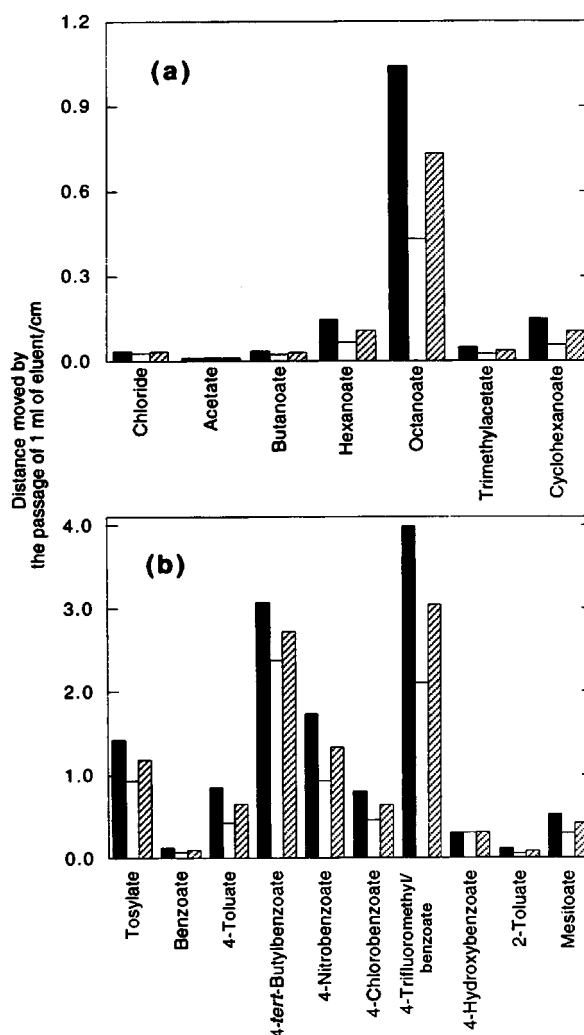 1.2
(a)
0.9
0.6
0.3
0.0
Chloride
Acetate
Butanoate
Hexanoate
Octanoate
Trimethylacetate
Cyclohexanoate
Distance moved by
the passage of 1 ml of eluent/cm
4.0
(b)
3.0
2.0
1.0
0.0
Tosylate
Benzoate
4-Toluate
4-tert-Butylbenzoate
4-Nitrobenzoate
4-Chlorobenzoate
4-Trifluoromethyl/
benzoate
4-Hydroxybenzoate
2-Toluate
Mesitoate